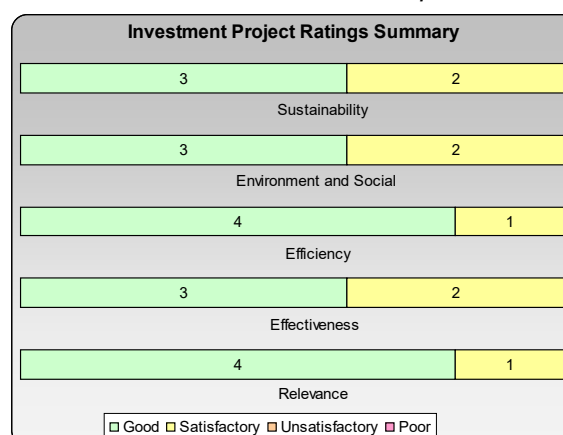 Investment Project Ratings Summary
3 2
Sustainability
3 2
Environment and Social
4 1
Efficiency
3 2
Effectiveness
4 1
Relevance
Good Satisfactory Unsatisfactory Poor